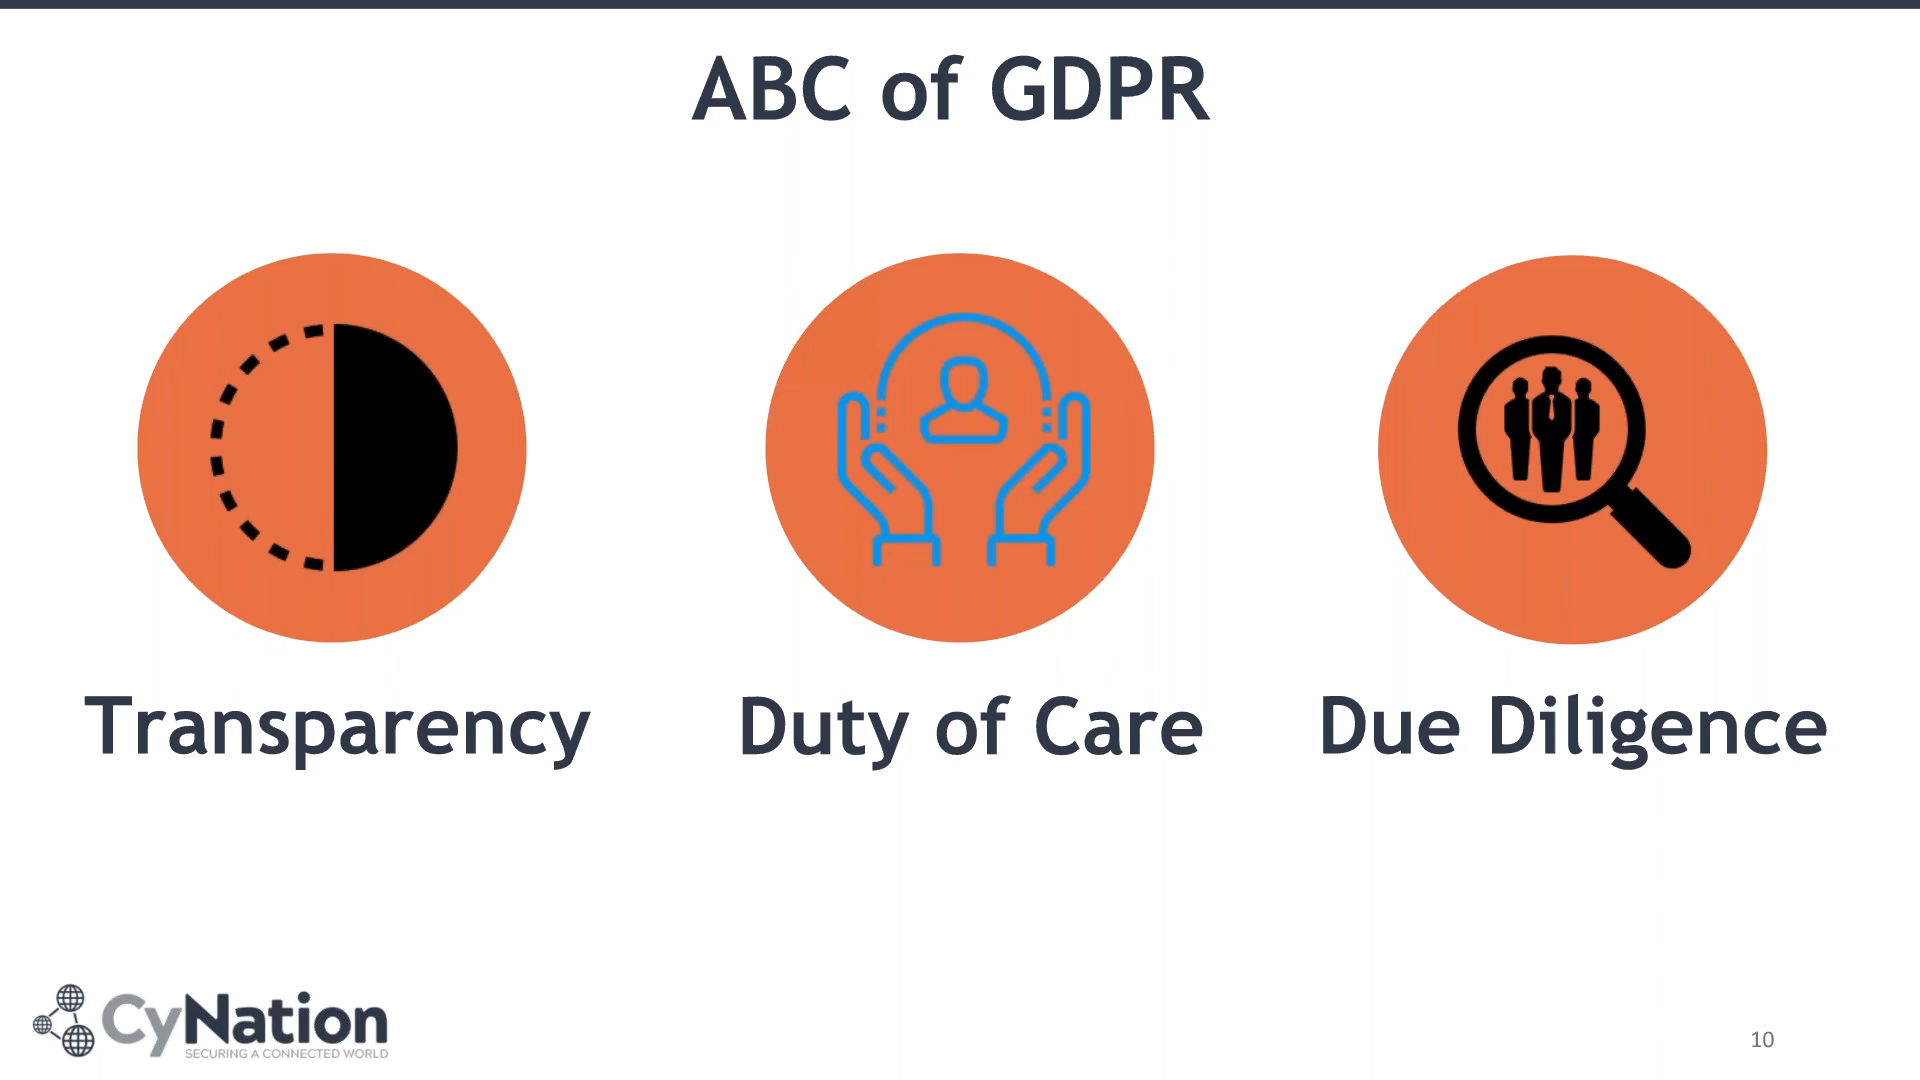 ABC of GDPR
Transparency
Duty of Care
Due Diligence
CyNation
SECURING A CONNECTED WORLD
10